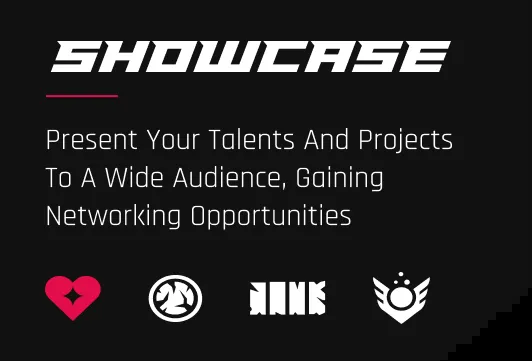 SHOWCASE
Present Your Talents And Projects
To A Wide Audience, Gaining
Networking Opportunities